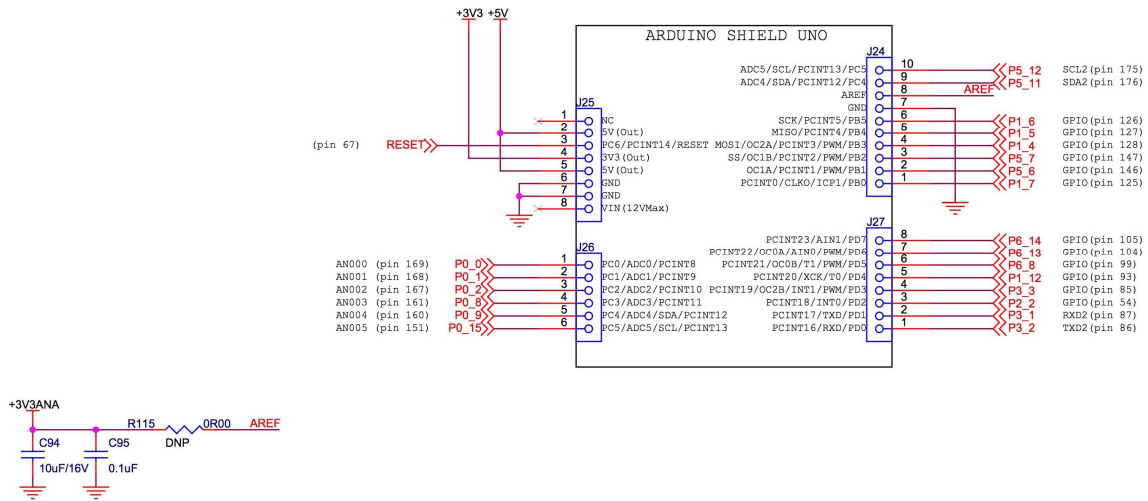 +3V3 +5V
ARDUINO SHIELD UNO
J24
ADC5/SCL/PCINT13/PC5 10 P5_12 SCL2(pin 175)
ADC4/SDA/PCINT12/PC4 9 P5_11 SDA2(pin 176)
AREF 8 AREF
GND 7
SCK/PCINT5/PB5 6 P1_6 GPIO(pin 126)
MISO/PCINT4/PB4 5 P1_5 GPIO(pin 127)
MOSI/OC2A/PCINT3/PWM/PB3 4 P1_4 GPIO(pin 128)
SS/OC1B/PCINT2/PWM/PB2 3 P5_7 GPIO(pin 147)
OC1A/PCINT1/PWM/PB1 2 P5_6 GPIO(pin 146)
PCINT0/CLKO/ICP1/PB0 1 P1_7 GPIO(pin 125)
J25
1 NC
2 5V(Out)
(pin 67) RESET 3 PC6/PCINT14/RESET
4 3V3(Out)
5 5V(Out)
6 GND
7 GND
8 VIN(12VMax)
J27
PCINT23/AIN1/PD7 8 P6_14 GPIO(pin 105)
PCINT22/OC0A/AIN0/PWM/PD6 7 P6_13 GPIO(pin 104)
PCINT21/OC0B/T1/PWM/PD5 6 P6_8 GPIO(pin 99)
PCINT20/XCK/T0/PD4 5 P1_12 GPIO(pin 93)
PCINT19/OC2B/INT1/PWM/PD3 4 P3_3 GPIO(pin 85)
PCINT18/INT0/PD2 3 P2_2 GPIO(pin 54)
PCINT17/TXD/PD1 2 P3_1 RXD2(pin 87)
PCINT16/RXD/PD0 1 P3_2 TXD2(pin 86)
J26
AN000 (pin 169) P0_0 1 PC0/ADC0/PCINT8
AN001 (pin 168) P0_1 2 PC1/ADC1/PCINT9
AN002 (pin 167) P0_2 3 PC2/ADC2/PCINT10
AN003 (pin 161) P0_8 4 PC3/ADC3/PCINT11
AN004 (pin 160) P0_9 5 PC4/ADC4/SDA/PCINT12
AN005 (pin 151) P0_15 6 PC5/ADC5/SCL/PCINT13
+3V3ANA
R115 0R00 AREF
C94 C95 DNP
10uF/16V 0.1uF